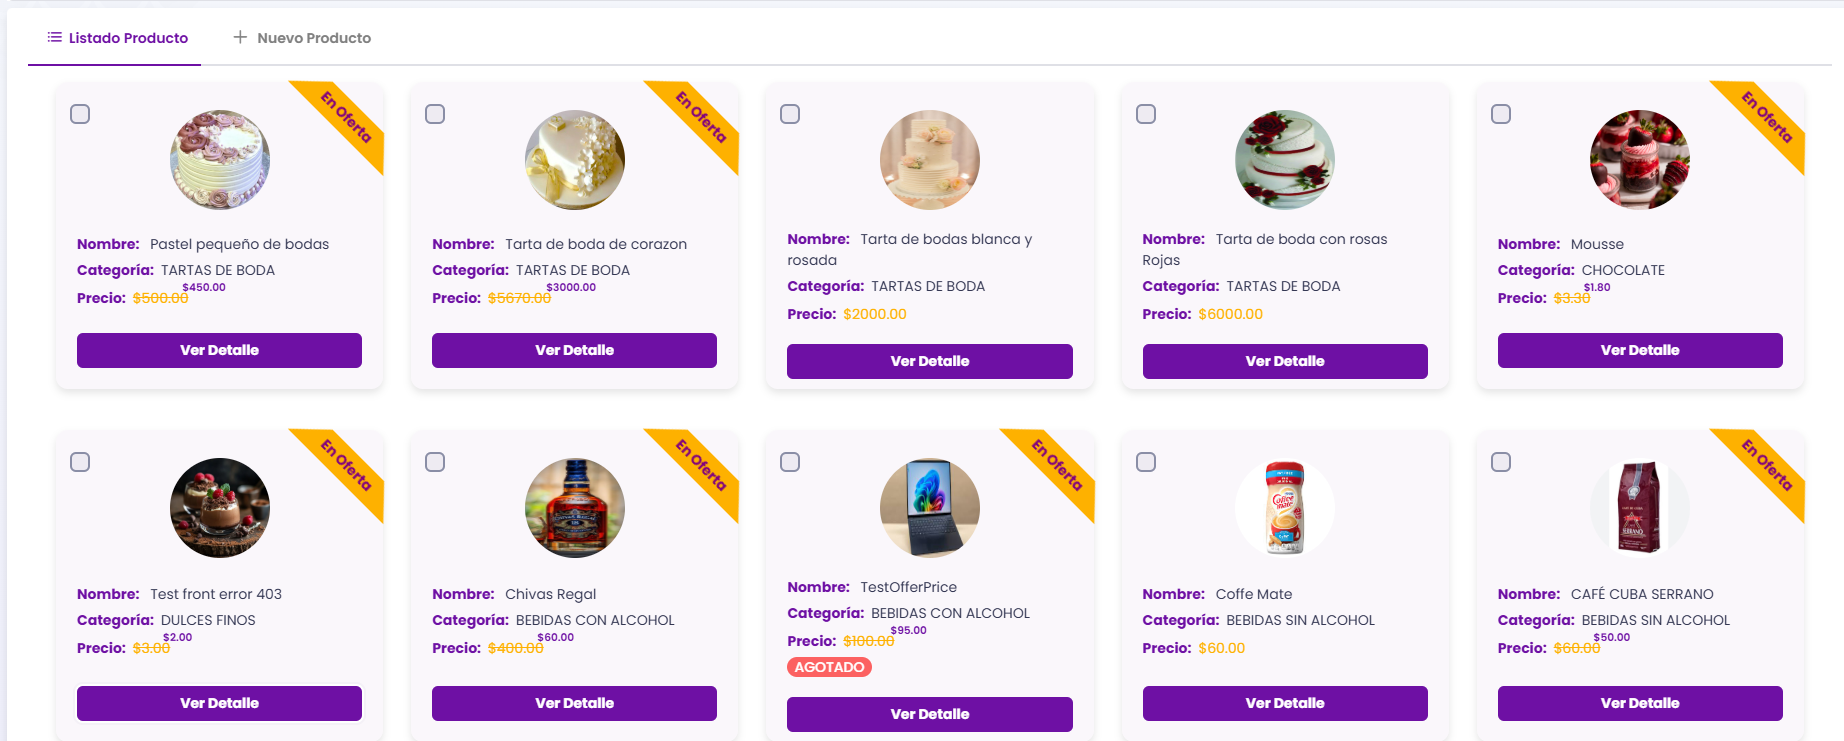 Listado Producto
Nuevo Producto
En Oferta
Nombre: Pastel pequeño de bodas
Categoría: TARTAS DE BODA
Precio: $500.00 $450.00
Ver Detalle
En Oferta
Nombre: Tarta de boda de corazon
Categoría: TARTAS DE BODA
Precio: $5670.00 $3000.00
Ver Detalle
Nombre: Tarta de bodas blanca y
rosada
Categoría: TARTAS DE BODA
Precio: $2000.00
Ver Detalle
Nombre: Tarta de boda con rosas
Rojas
Categoría: TARTAS DE BODA
Precio: $6000.00
Ver Detalle
En Oferta
Nombre: Mousse
Categoría: CHOCOLATE
Precio: $3.30 $1.80
Ver Detalle
En Oferta
Nombre: Test front error 403
Categoría: DULCES FINOS
Precio: $3.00 $2.00
Ver Detalle
En Oferta
CHIVAS REGAL
Nombre: Chivas Regal
Categoría: BEBIDAS CON ALCOHOL
Precio: $400.00 $60.00
Ver Detalle
En Oferta
Nombre: TestOfferPrice
Categoría: BEBIDAS CON ALCOHOL
Precio: $100.00 $95.00
AGOTADO
Ver Detalle
Coffee
mate
Nombre: Coffe Mate
Categoría: BEBIDAS SIN ALCOHOL
Precio: $60.00
Ver Detalle
En Oferta
SERRANO
Nombre: CAFÉ CUBA SERRANO
Categoría: BEBIDAS SIN ALCOHOL
Precio: $60.00 $50.00
Ver Detalle